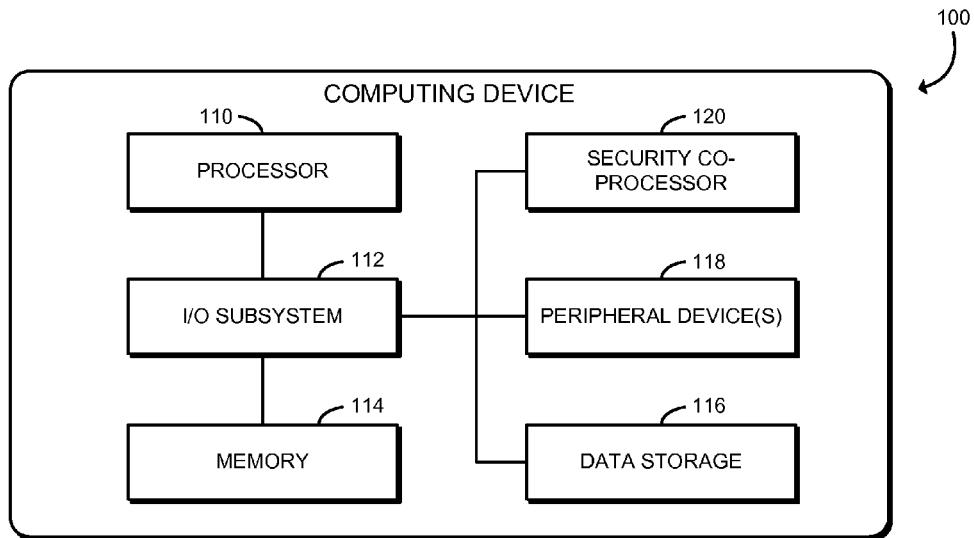 100
COMPUTING DEVICE
110
PROCESSOR
120
SECURITY CO-
PROCESSOR
112
I/O SUBSYSTEM
118
PERIPHERAL DEVICE(S)
114
MEMORY
116
DATA STORAGE